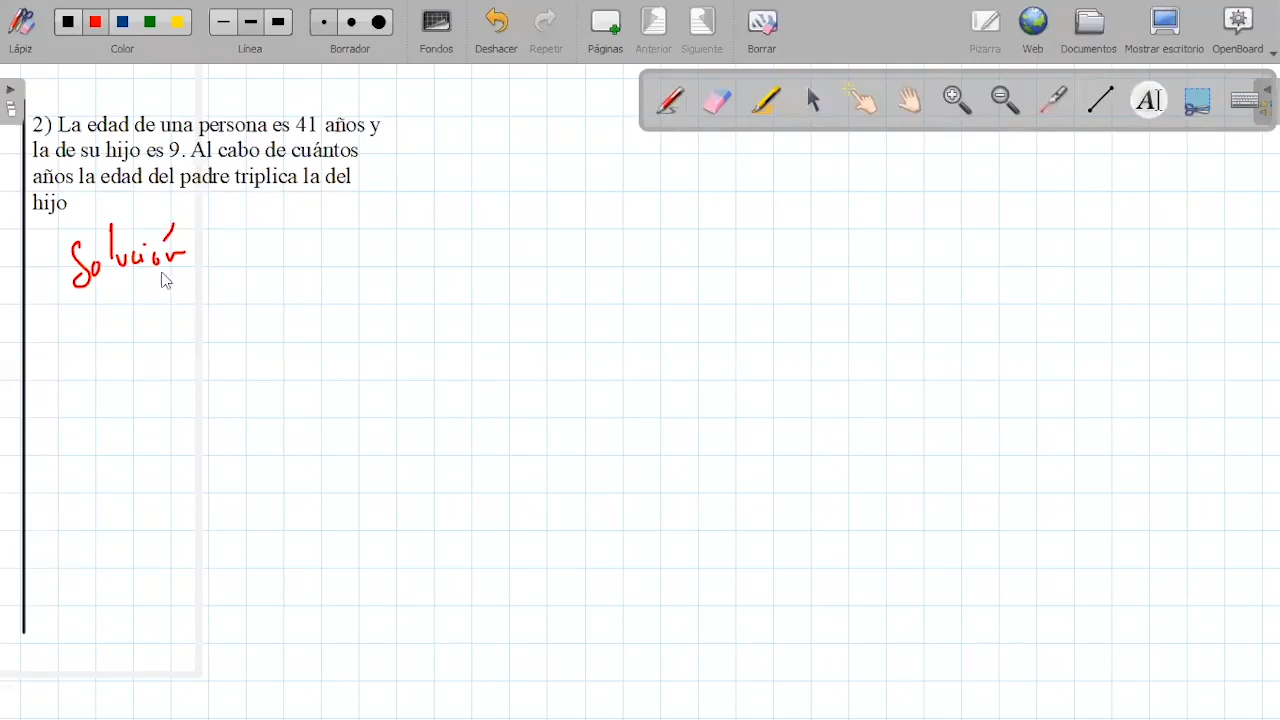 Lápiz
Color
Línea
Borrador
Fondos
Deshacer
Repetir
Páginas
Anterior
Siguiente
Borrar
Pizarra
Web
Documentos
Mostrar escritorio
OpenBoard
2) La edad de una persona es 41 años y
la de su hijo es 9. Al cabo de cuántos
años la edad del padre triplica la del
hijo
Solución